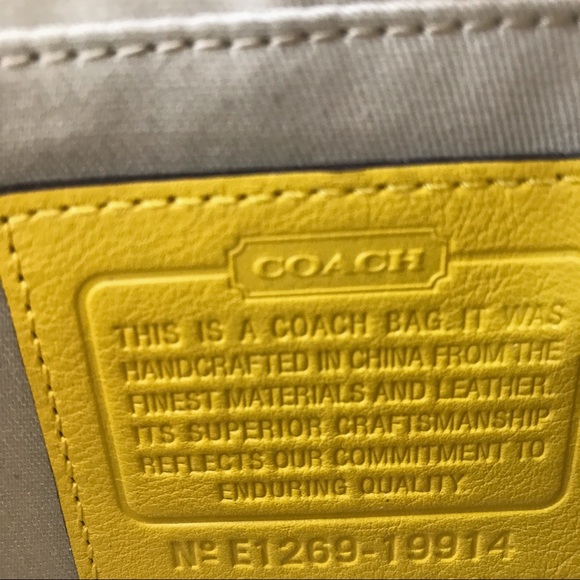 COACH
THIS IS A COACH BAG. IT WAS
HANDCRAFTED IN CHINA FROM THE
FINEST MATERIALS AND LEATHER.
ITS SUPERIOR CRAFTSMANSHIP
REFLECTS OUR COMMITMENT TO
ENDURING QUALITY.
Nº E1269-19914